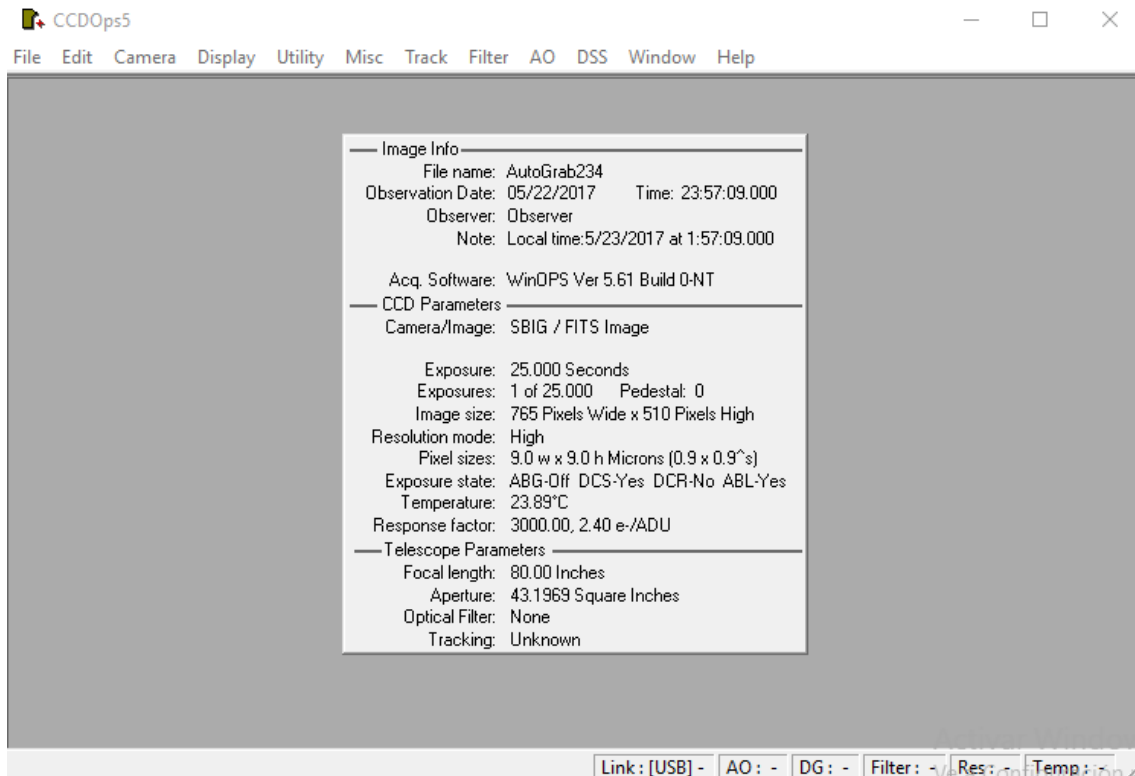 CCDOps5
File Edit Camera Display Utility Misc Track Filter AO DSS Window Help
Image Info
File name: AutoGrab234
Observation Date: 05/22/2017 Time: 23:57:09.000
Observer: Observer
Note: Local time:5/23/2017 at 1:57:09.000
Acq. Software: WinOPS Ver 5.61 Build 0-NT
CCD Parameters
Camera/Image: SBIG / FITS Image
Exposure: 25.000 Seconds
Exposures: 1 of 25.000 Pedestal: 0
Image size: 765 Pixels Wide x 510 Pixels High
Resolution mode: High
Pixel sizes: 9.0 w x 9.0 h Microns (0.9 x 0.9^s)
Exposure state: ABG-Off DCS-Yes DCR-No ABL-Yes
Temperature: 23.89°C
Response factor: 3000.00, 2.40 e-/ADU
Telescope Parameters
Focal length: 80.00 Inches
Aperture: 43.1969 Square Inches
Optical Filter: None
Tracking: Unknown
Activar Window
Link : [USB] - AO : - DG : - Filter : - Res : - Temp : -